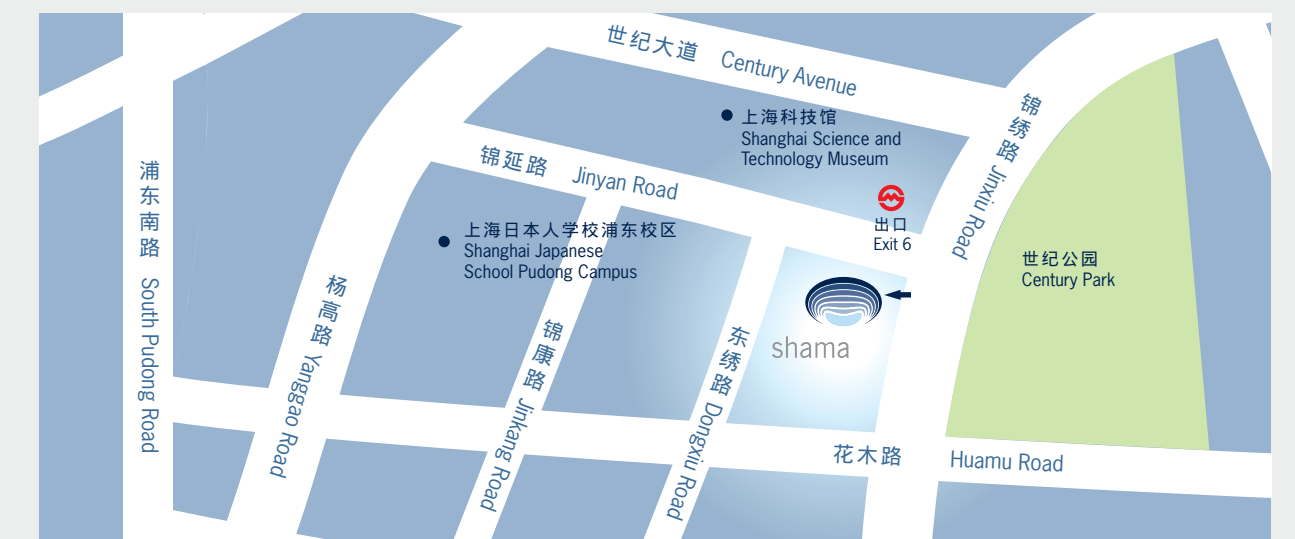 世纪大道 Century Avenue
上海科技馆
Shanghai Science and
Technology Museum
锦绣路 Jinxiu Road
浦东南路 South Pudong Road
锦延路 Jinyan Road
出口
Exit 6
上海日本人学校浦东校区
Shanghai Japanese
School Pudong Campus
世纪公园
Century Park
杨高路 Yanggao Road
锦康路 Jinkang Road
东绣路 Dongxiu Road
shama
花木路 Huamu Road